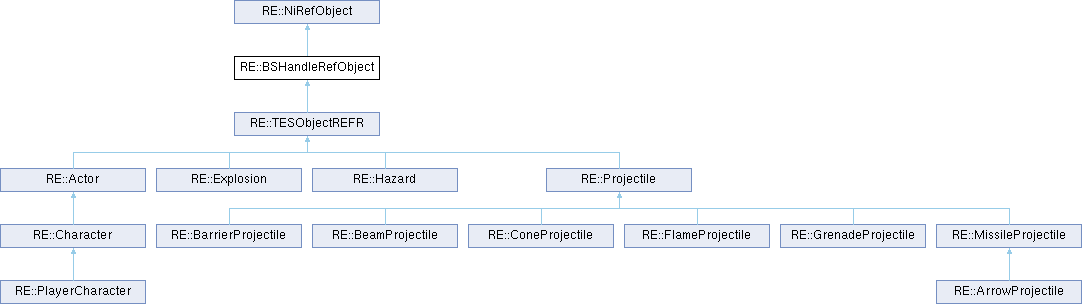 RE::NiRefObject
RE::BSHandleRefObject
RE::TESObjectREFR
RE::Actor
RE::Explosion
RE::Hazard
RE::Projectile
RE::Character
RE::BarrierProjectile
RE::BeamProjectile
RE::ConeProjectile
RE::FlameProjectile
RE::GrenadeProjectile
RE::MissileProjectile
RE::PlayerCharacter
RE::ArrowProjectile